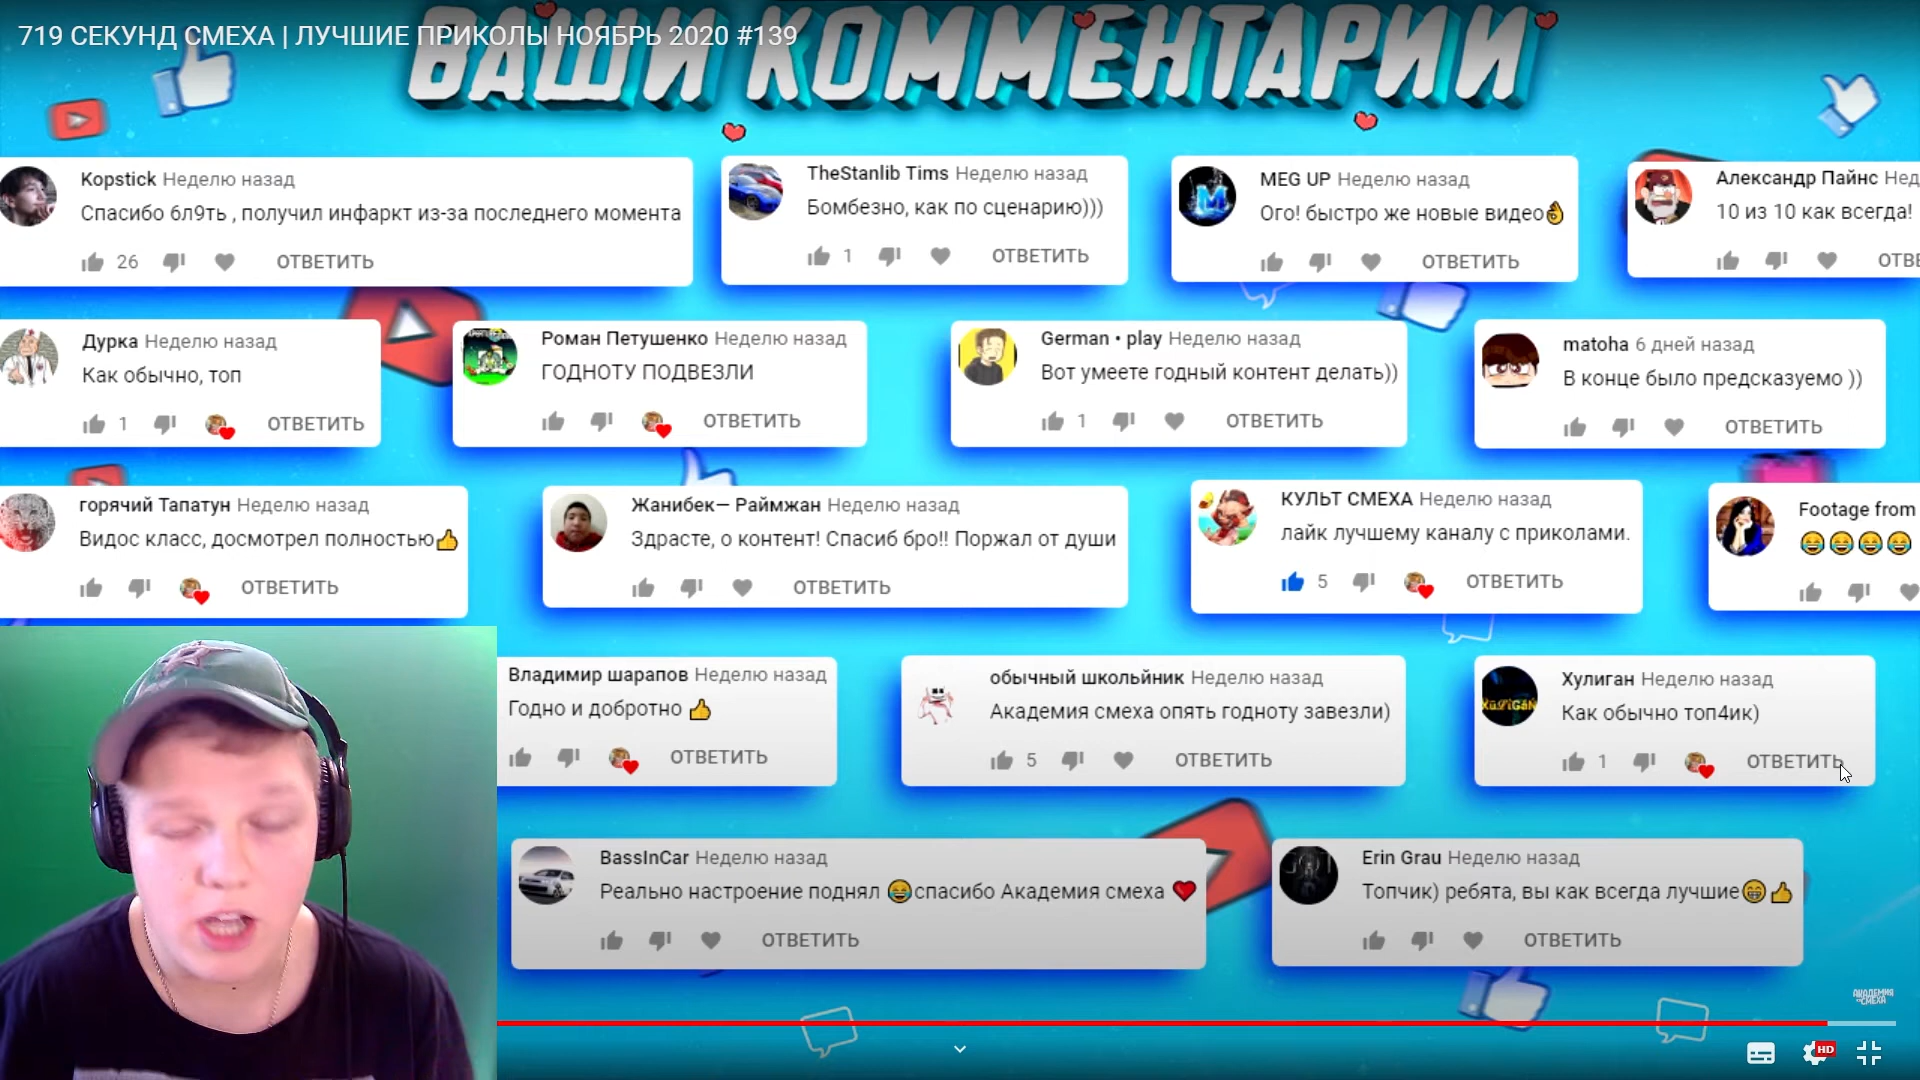 719 СЕКУНД СМЕХА | ЛУЧШИЕ ПРИКОЛЫ НОЯБРЬ 2020 #139
ВАШИ КОММЕНТАРИИ
Kopstick Неделю назад
Спасибо 6л9ть , получил инфаркт из-за последнего момента
26 ОТВЕТИТЬ
TheStanlib Tims Неделю назад
Бомбезно, как по сценарию)))
1 ОТВЕТИТЬ
MEG UP Неделю назад
Ого! быстро же новые видео👌
ОТВЕТИТЬ
Александр Пайнс Нед
10 из 10 как всегда!
ОТВЕ
Дурка Неделю назад
Как обычно, топ
1 ОТВЕТИТЬ
Роман Петушенко Неделю назад
ГОДНОТУ ПОДВЕЗЛИ
ОТВЕТИТЬ
German • play Неделю назад
Вот умеете годный контент делать))
1 ОТВЕТИТЬ
matoha 6 дней назад
В конце было предсказуемо ))
ОТВЕТИТЬ
горячий Тапатун Неделю назад
Видос класс, досмотрел полностью👍
ОТВЕТИТЬ
Жанибек— Раймжан Неделю назад
Здрасте, о контент! Спасиб бро!! Поржал от души
ОТВЕТИТЬ
КУЛЬТ СМЕХА Неделю назад
лайк лучшему каналу с приколами.
5 ОТВЕТИТЬ
Footage from
😂😂😂😂
Владимир шарапов Неделю назад
Годно и добротно 👍
ОТВЕТИТЬ
обычный школьйник Неделю назад
Академия смеха опять годноту завезли)
5 ОТВЕТИТЬ
Хулиган Неделю назад
Как обычно топ4ик)
1 ОТВЕТИТЬ
BassInCar Неделю назад
Реально настроение поднял 😂спасибо Академия смеха ❤
ОТВЕТИТЬ
Erin Grau Неделю назад
Топчик) ребята, вы как всегда лучшие😁👍
ОТВЕТИТЬ
АКАДЕМИЯ
СМЕХА
HD